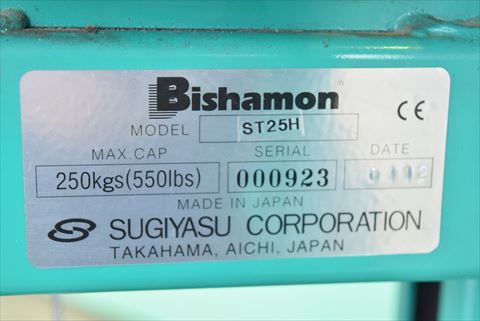 Bishamon
MODEL ST25H
CE
MAX.CAP SERIAL DATE
250kgs(550lbs) 000923
MADE IN JAPAN
SUGIYASU CORPORATION
TAKAHAMA, AICHI, JAPAN